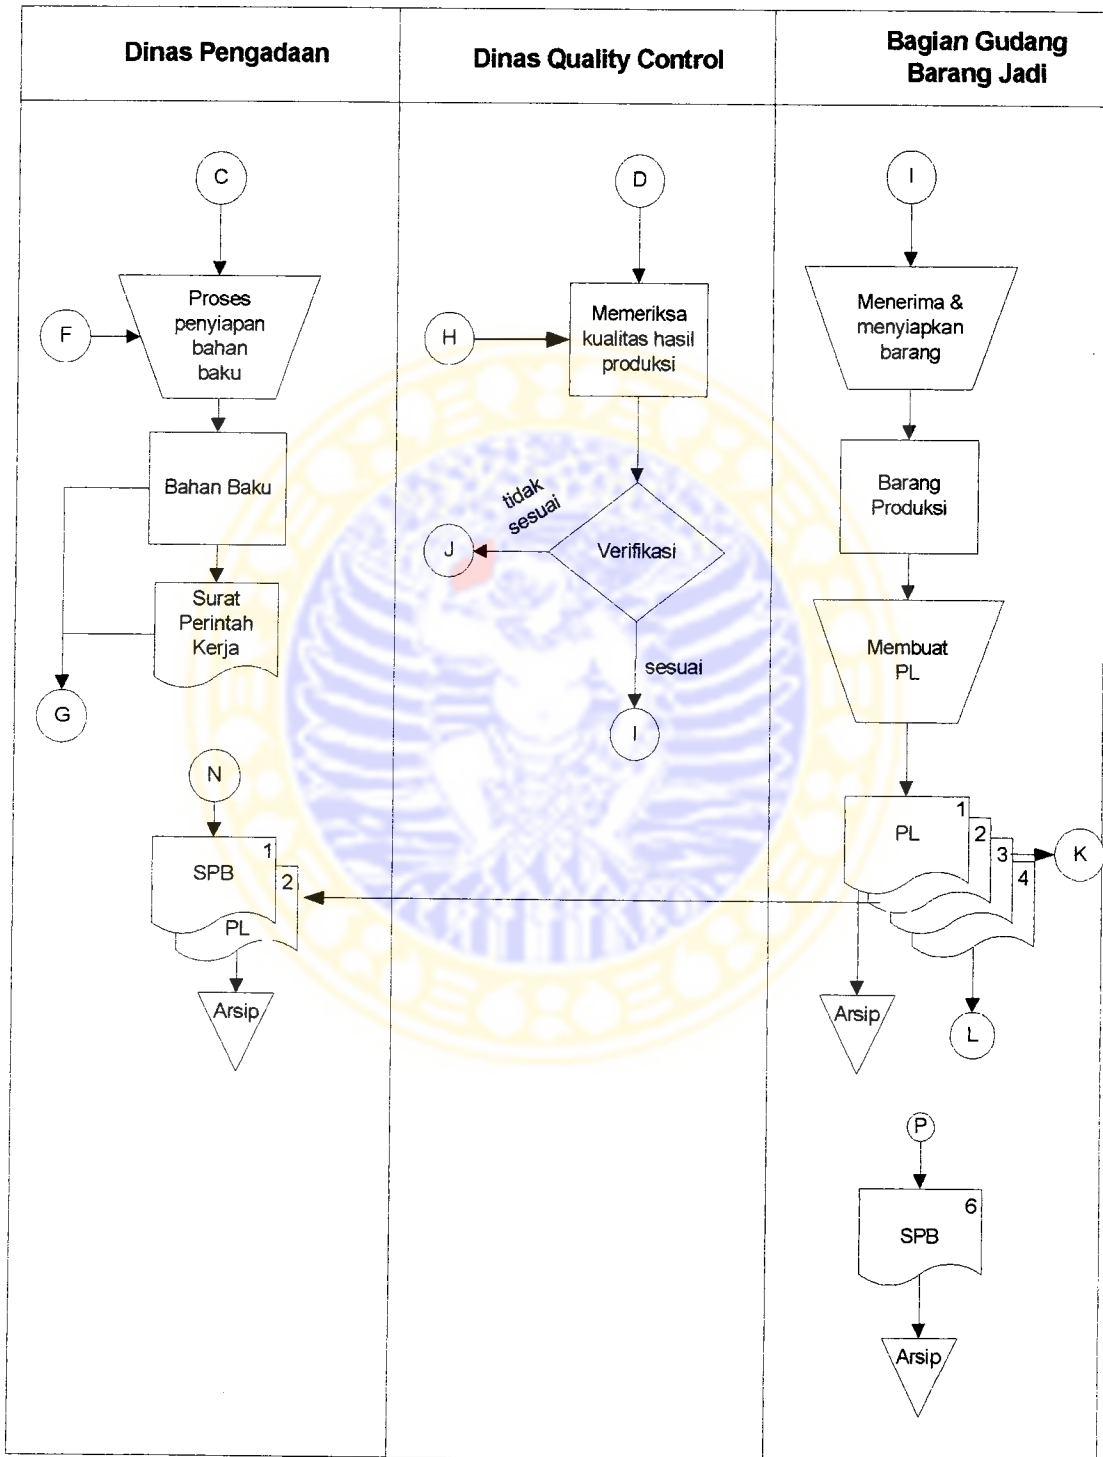 Dinas Pengadaan
Dinas Quality Control
Bagian Gudang
Barang Jadi
C
F
Proses
penyiapan
bahan
baku
Bahan Baku
Surat
Perintah
Kerja
G
N
1
SPB
2
PL
Arsip
D
H
Memeriksa
kualitas hasil
produksi
tidak
sesuai
J
Verifikasi
sesuai
I
I
Menerima &
menyiapkan
barang
Barang
Produksi
Membuat
PL
1
PL
2
3
K
4
Arsip
L
P
6
SPB
Arsip